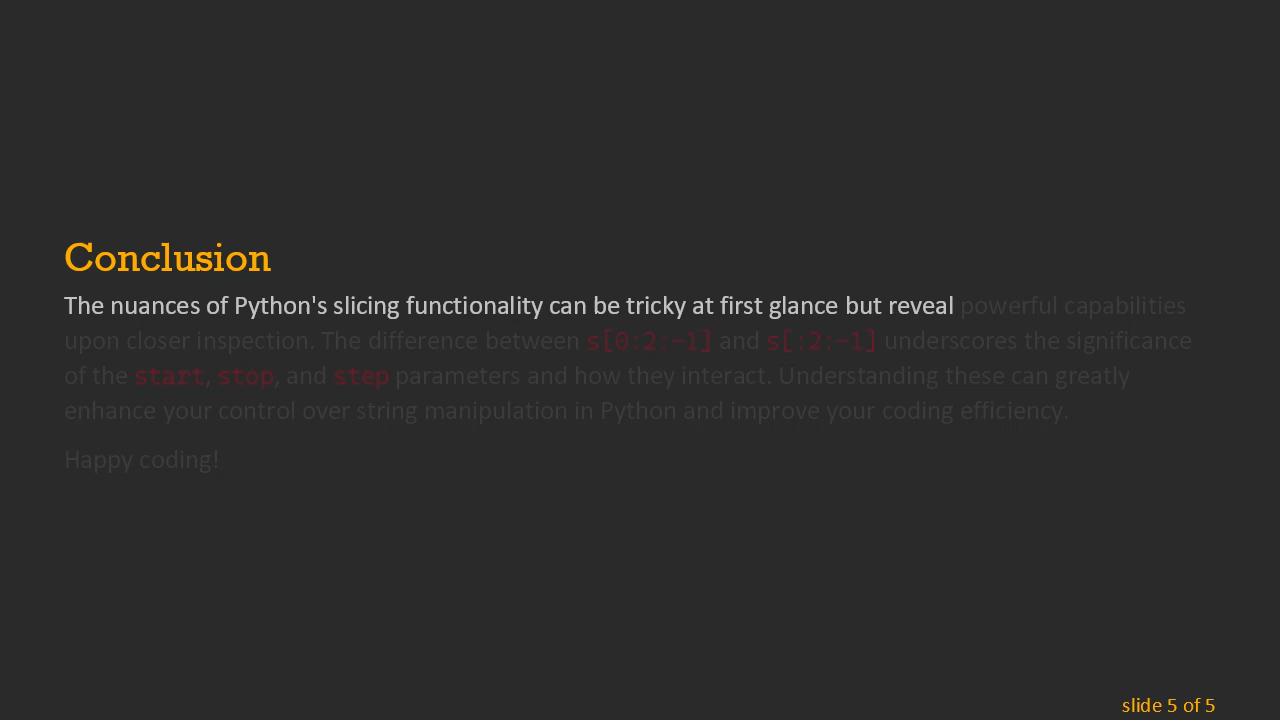 Conclusion
The nuances of Python's slicing functionality can be tricky at first glance but reveal powerful capabilities
upon closer inspection. The difference between s[0:2:-1] and s[:2:-1] underscores the significance
of the start, stop, and step parameters and how they interact. Understanding these can greatly
enhance your control over string manipulation in Python and improve your coding efficiency.
Happy coding!
slide 5 of 5